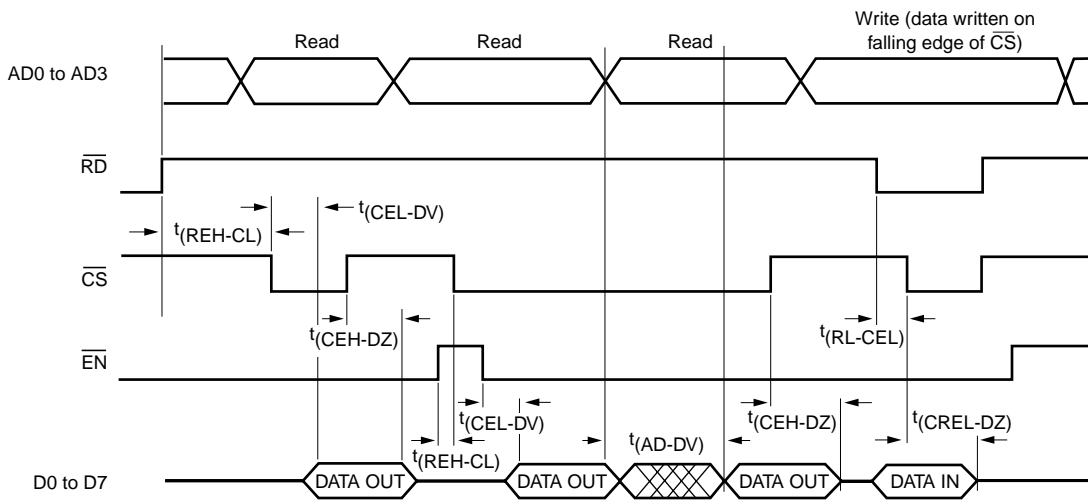 Read
Read
Read
Write (data written on
falling edge of CS)
AD0 to AD3
RD
t(CEL-DV)
t(REH-CL)
CS
t(CEH-DZ)
t(RL-CEL)
EN
t(CEL-DV)
t(CEH-DZ)
t(CREL-DZ)
t(REH-CL)
t(AD-DV)
D0 to D7
DATA OUT
DATA OUT
DATA OUT
DATA IN